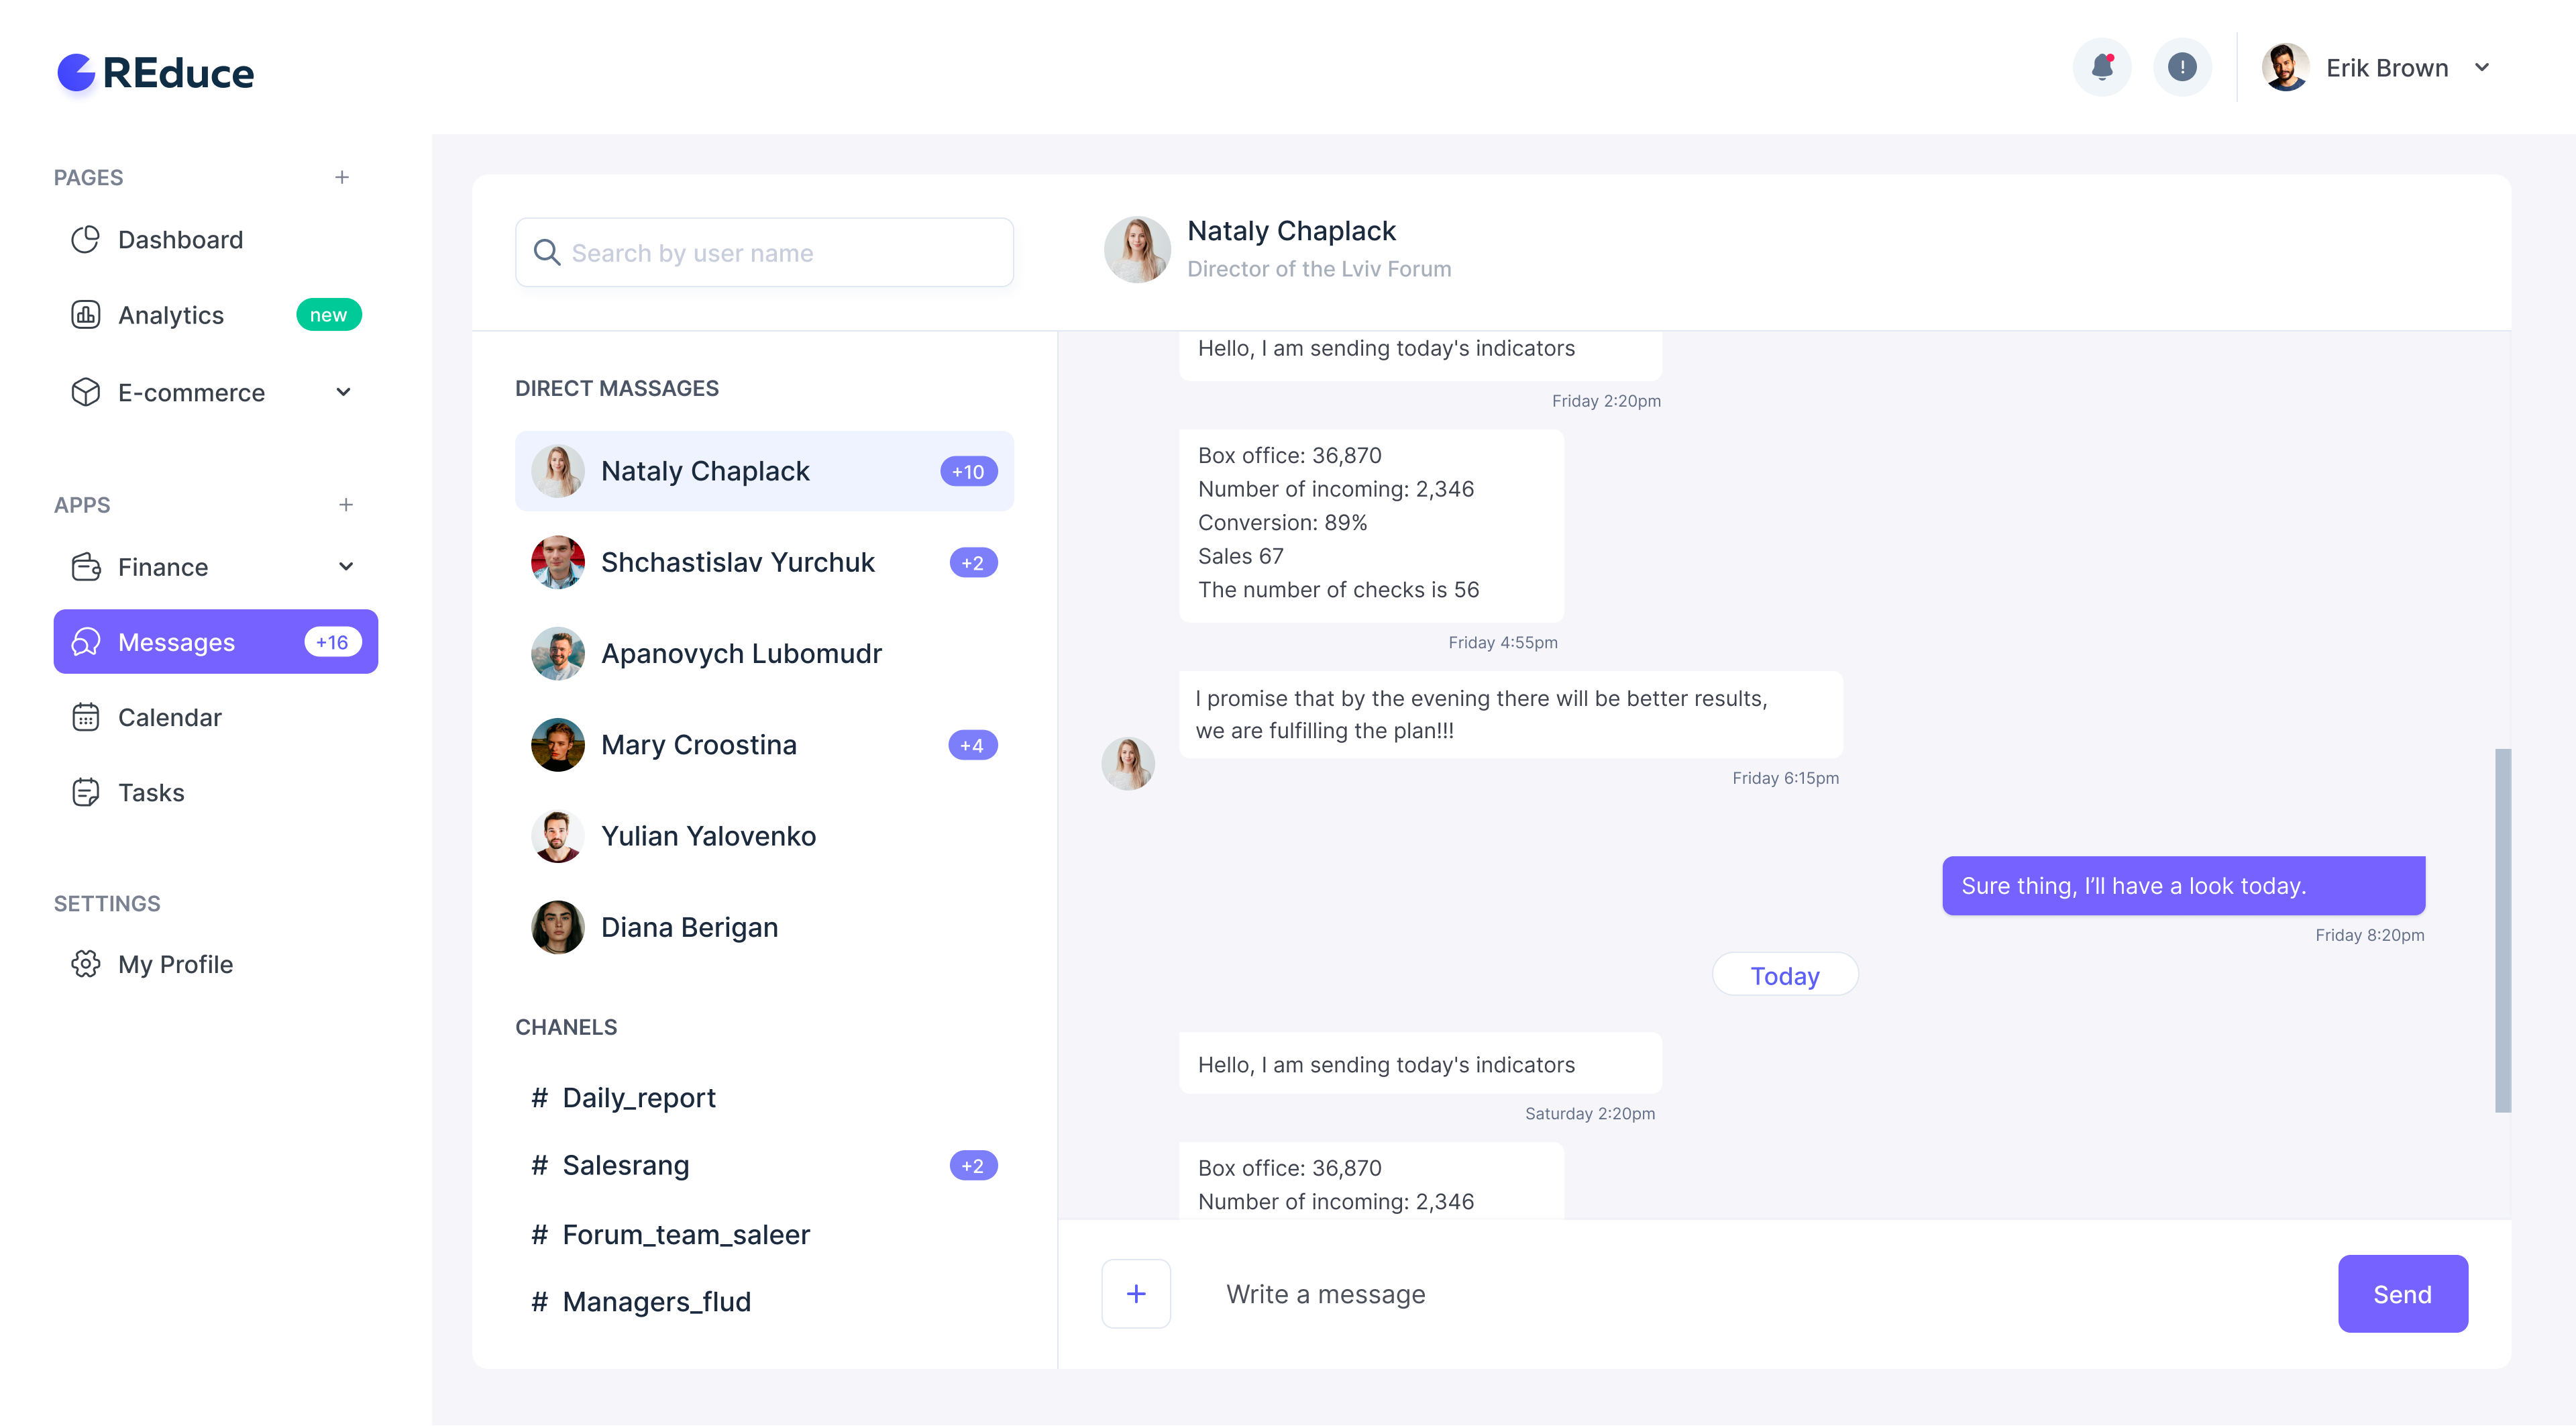 REduce
Erik Brown
PAGES
Dashboard
Analytics new
E-commerce
APPS
Finance
Messages +16
Calendar
Tasks
SETTINGS
My Profile
Search by user name
DIRECT MASSAGES
Nataly Chaplack +10
Shchastislav Yurchuk +2
Apanovych Lubomudr
Mary Croostina +4
Yulian Yalovenko
Diana Berigan
CHANELS
# Daily_report
# Salesrang +2
# Forum_team_saleer
# Managers_flud
Nataly Chaplack
Director of the Lviv Forum
Hello, I am sending today's indicators
Friday 2:20pm
Box office: 36,870
Number of incoming: 2,346
Conversion: 89%
Sales 67
The number of checks is 56
Friday 4:55pm
I promise that by the evening there will be better results,
we are fulfilling the plan!!!
Friday 6:15pm
Sure thing, I’ll have a look today.
Friday 8:20pm
Today
Hello, I am sending today's indicators
Saturday 2:20pm
Box office: 36,870
Number of incoming: 2,346
+ Write a message
Send